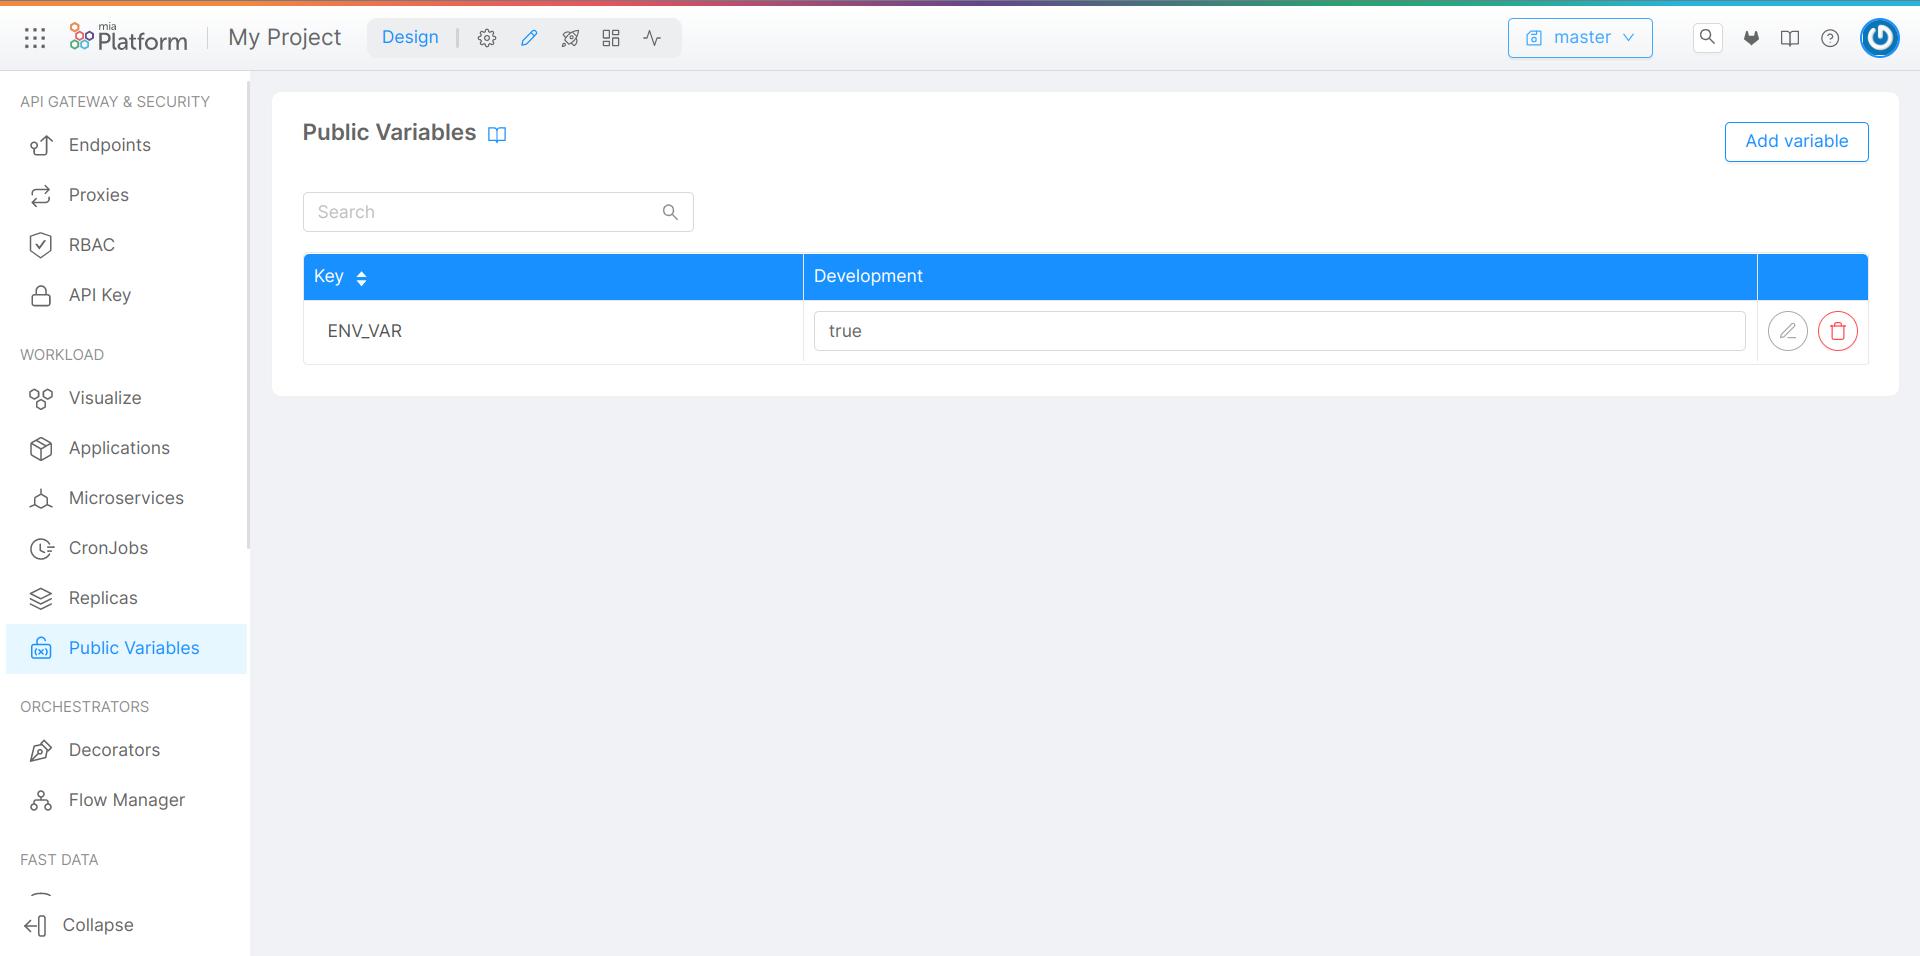 mia
Platform
My Project
Design
master
API GATEWAY & SECURITY
Endpoints
Proxies
RBAC
API Key
WORKLOAD
Visualize
Applications
Microservices
CronJobs
Replicas
Public Variables
ORCHESTRATORS
Decorators
Flow Manager
FAST DATA
Collapse
Public Variables
Add variable
Search
Key
Development
ENV_VAR
true